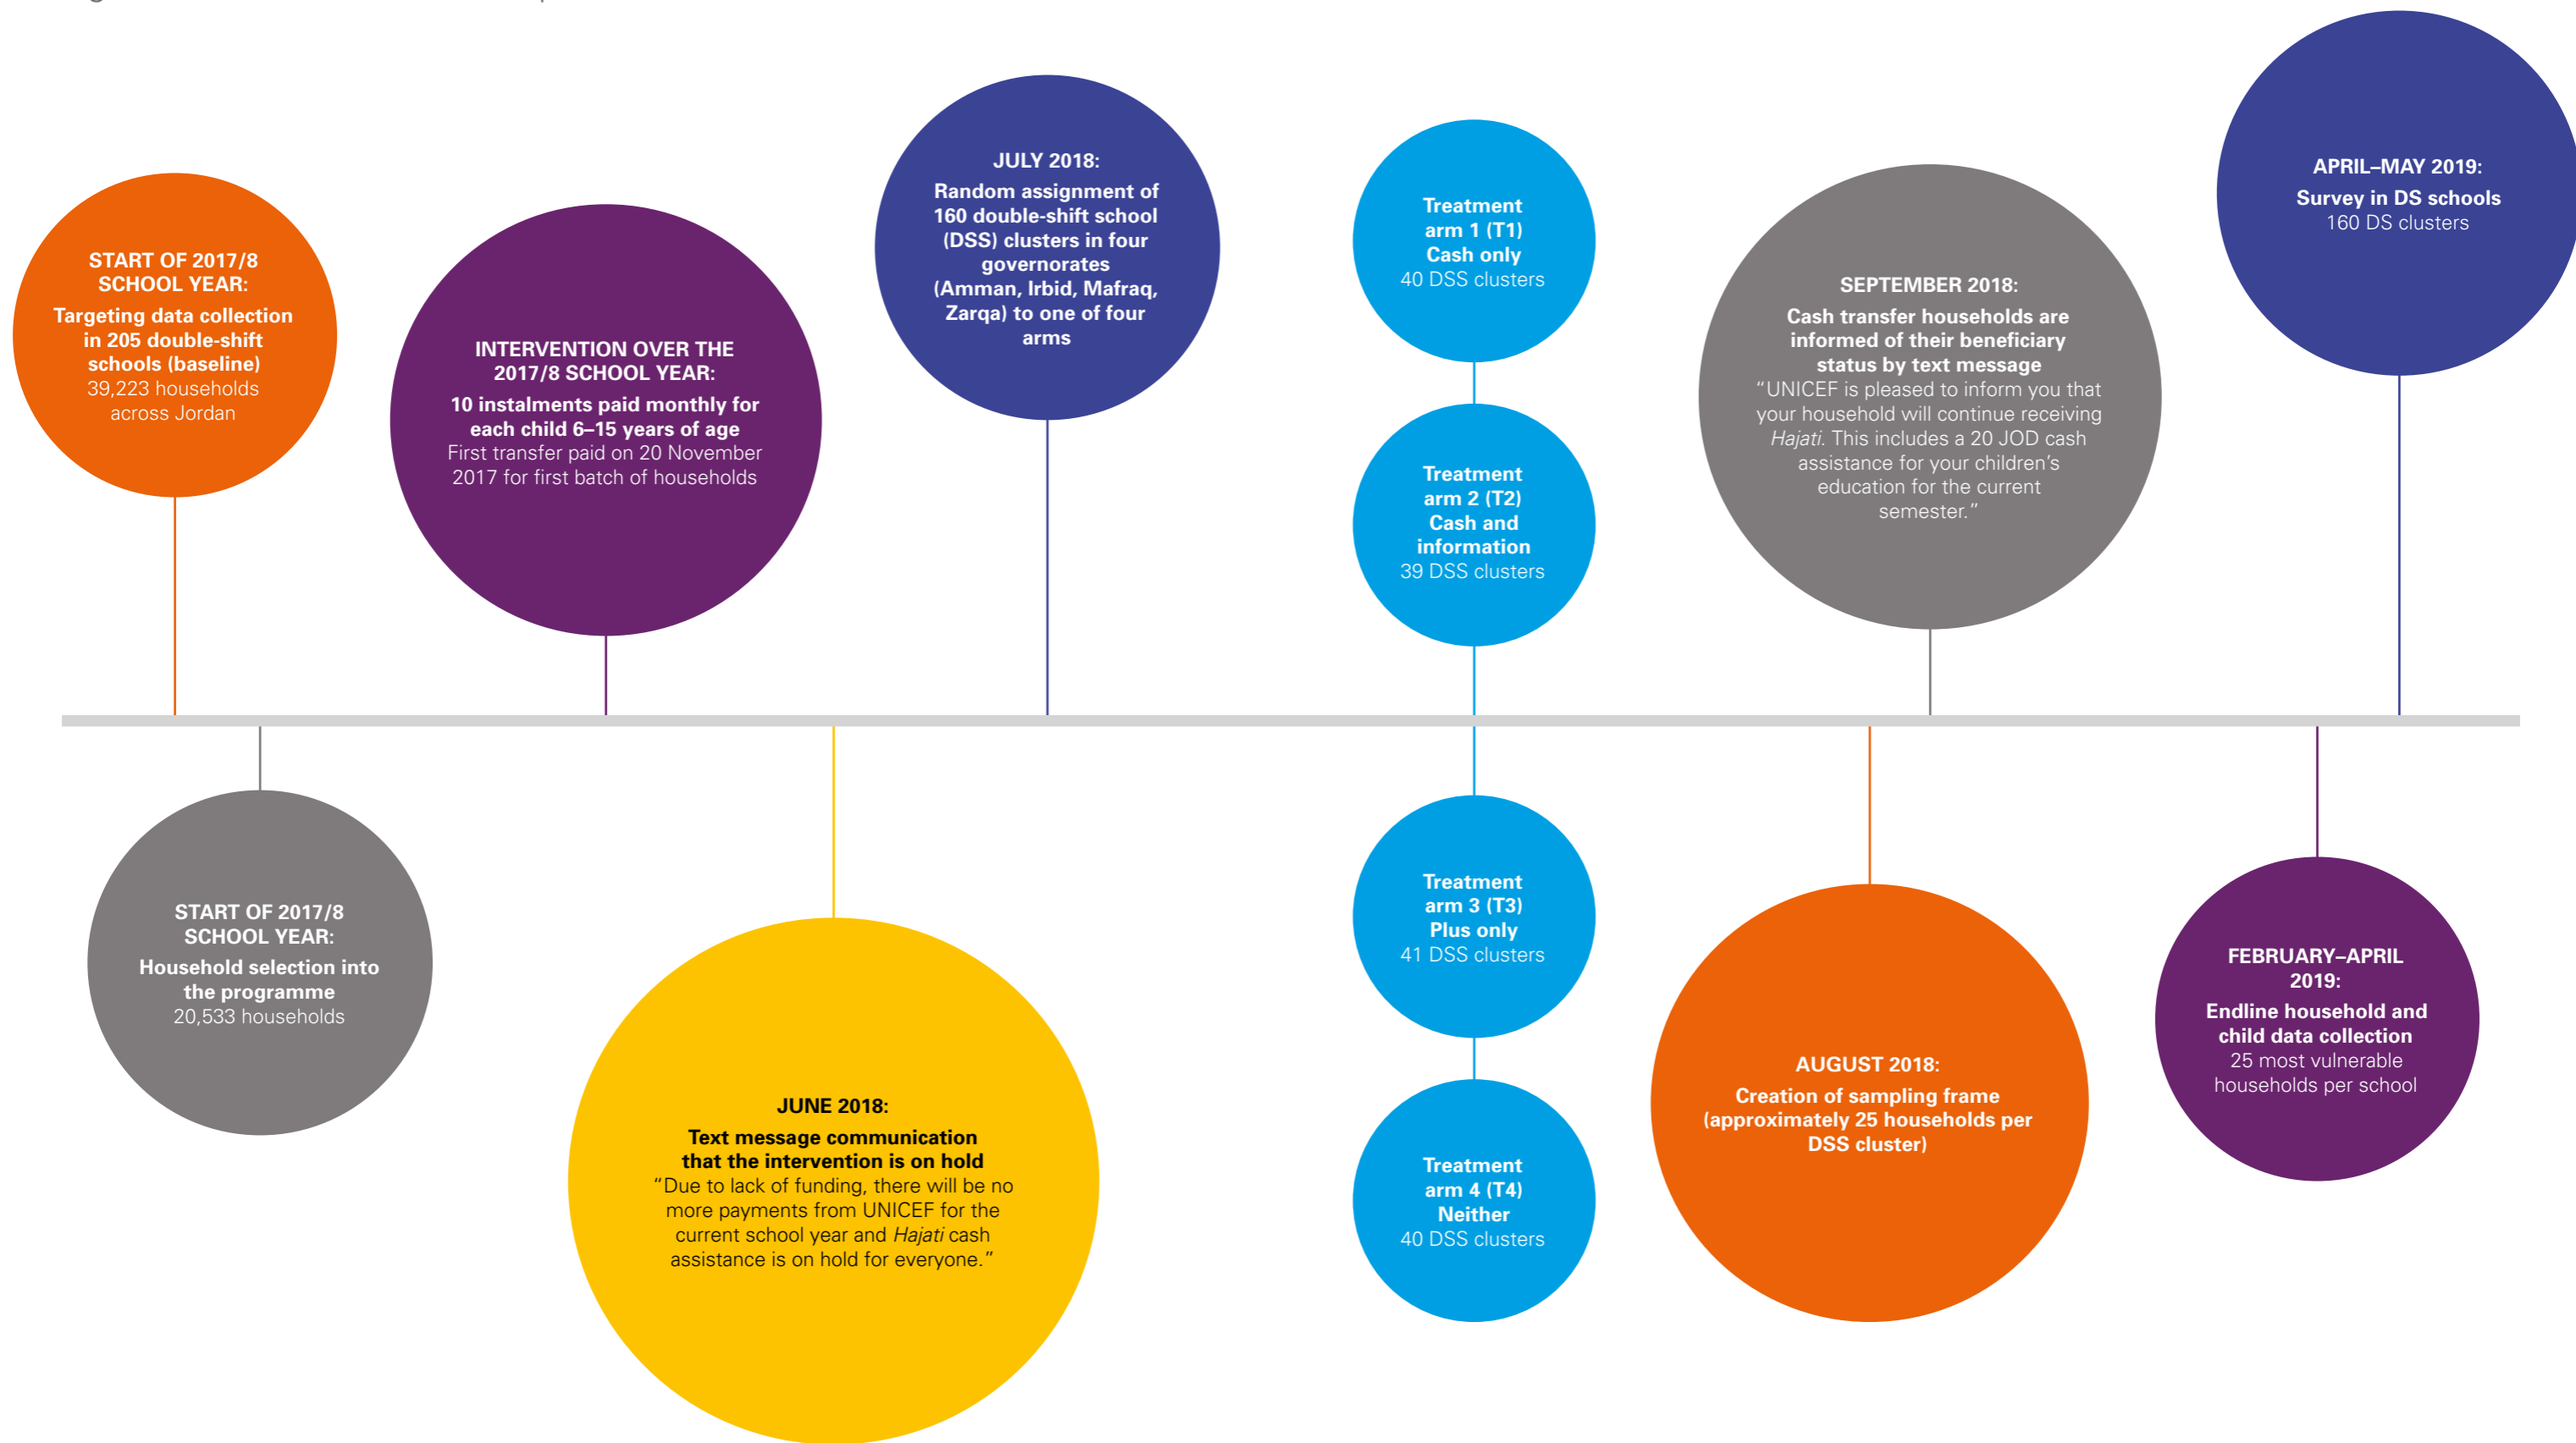 START OF 2017/8
SCHOOL YEAR:
Targeting data collection
in 205 double-shift
schools (baseline)
39,223 households
across Jordan
START OF 2017/8
SCHOOL YEAR:
Household selection into
the programme
20,533 households
INTERVENTION OVER THE
2017/8 SCHOOL YEAR:
10 instalments paid monthly for
each child 6–15 years of age
First transfer paid on 20 November
2017 for first batch of households
JUNE 2018:
Text message communication
that the intervention is on hold
“Due to lack of funding, there will be no
more payments from UNICEF for the
current school year and Hajati cash
assistance is on hold for everyone.”
JULY 2018:
Random assignment of
160 double-shift school
(DSS) clusters in four
governorates
(Amman, Irbid, Mafraq,
Zarqa) to one of four
arms
Treatment
arm 1 (T1)
Cash only
40 DSS clusters
Treatment
arm 2 (T2)
Cash and
information
39 DSS clusters
Treatment
arm 3 (T3)
Plus only
41 DSS clusters
Treatment
arm 4 (T4)
Neither
40 DSS clusters
AUGUST 2018:
Creation of sampling frame
(approximately 25 households per
DSS cluster)
SEPTEMBER 2018:
Cash transfer households are
informed of their beneficiary
status by text message
“UNICEF is pleased to inform you that
your household will continue receiving
Hajati. This includes a 20 JOD cash
assistance for your children’s
education for the current
semester.”
FEBRUARY–APRIL
2019:
Endline household and
child data collection
25 most vulnerable
households per school
APRIL–MAY 2019:
Survey in DS schools
160 DS clusters